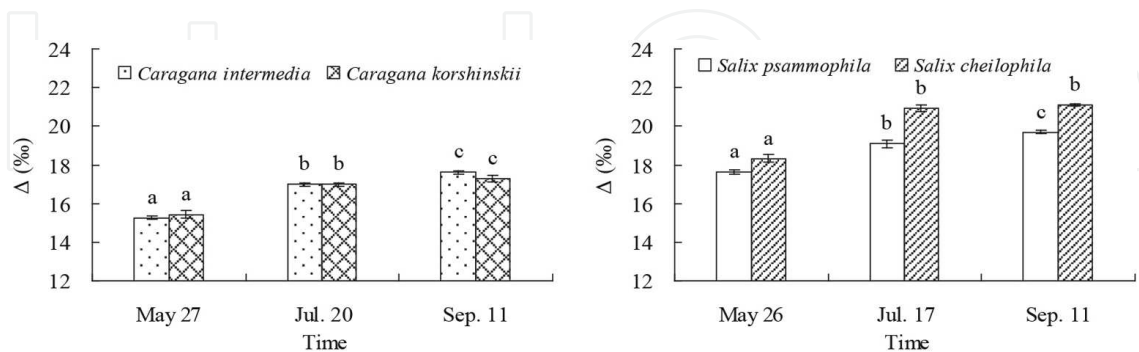 Caragana intermedia Caragana korshinskii
24
22
20
18
16
14
12
Δ (‰)
a a
b b
c c
May 27 Jul. 20 Sep. 11
Time
Salix psammophila Salix cheilophila
24
22
20
18
16
14
12
Δ (‰)
a a
b b
c b
May 26 Jul. 17 Sep. 11
Time